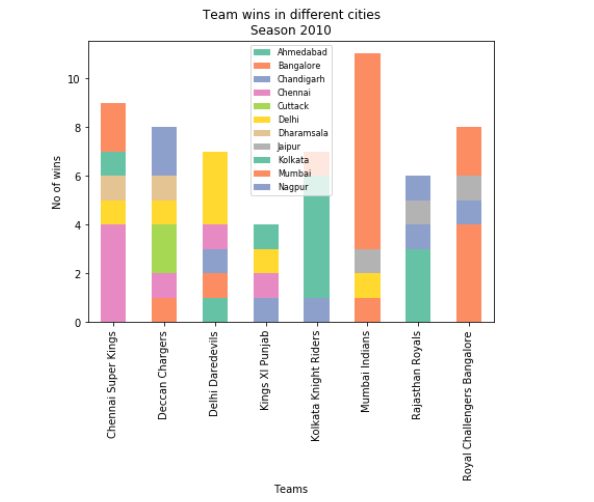 Team wins in different cities
Season 2010
No of wins
10
8
6
4
2
0
Ahmedabad
Bangalore
Chandigarh
Chennai
Cuttack
Delhi
Dharamsala
Jaipur
Kolkata
Mumbai
Nagpur
Chennai Super Kings
Deccan Chargers
Delhi Daredevils
Kings XI Punjab
Kolkata Knight Riders
Mumbai Indians
Rajasthan Royals
Royal Challengers Bangalore
Teams